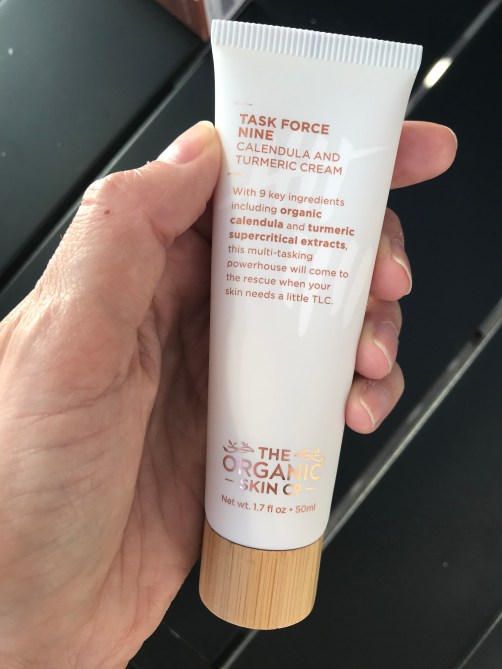 TASK FORCE
NINE
CALENDULA AND
TURMERIC CREAM
With 9 key ingredients
including organic
calendula and turmeric
supercritical extracts,
this multi-tasking
powerhouse will come to
the rescue when your
skin needs a little TLC.
THE
ORGANIC
SKIN CO
Net wt. 1.7 fl oz • 50ml